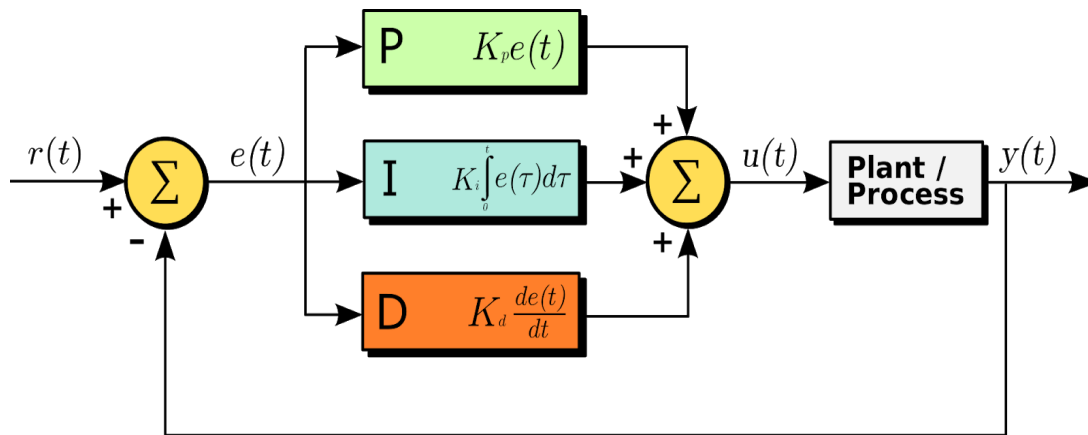 P K_p e(t)
r(t)
+
-
Σ
e(t)
I K_i ∫_0^t e(τ)dτ
+
+
+
Σ
u(t)
Plant /
Process
y(t)
D K_d de(t)/dt